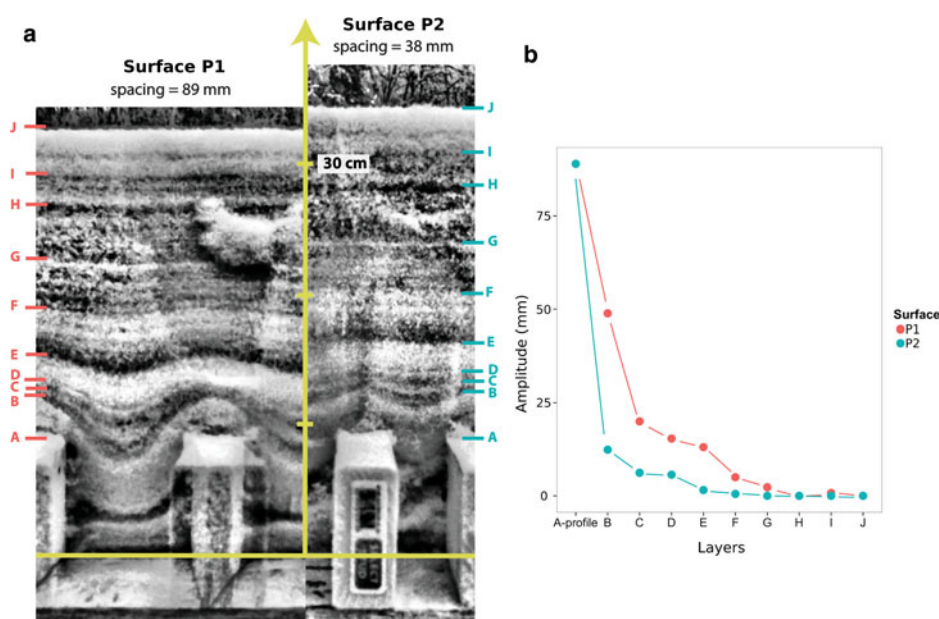 a
Surface P1
spacing = 89 mm
Surface P2
spacing = 38 mm
J
I
H
G
F
E
D
C
B
A
30 cm
J
I
H
G
F
E
D
C
B
A
b
Amplitude (mm)
75
50
25
0
A-profile B C D E F G H I J
Layers
Surface
P1
P2